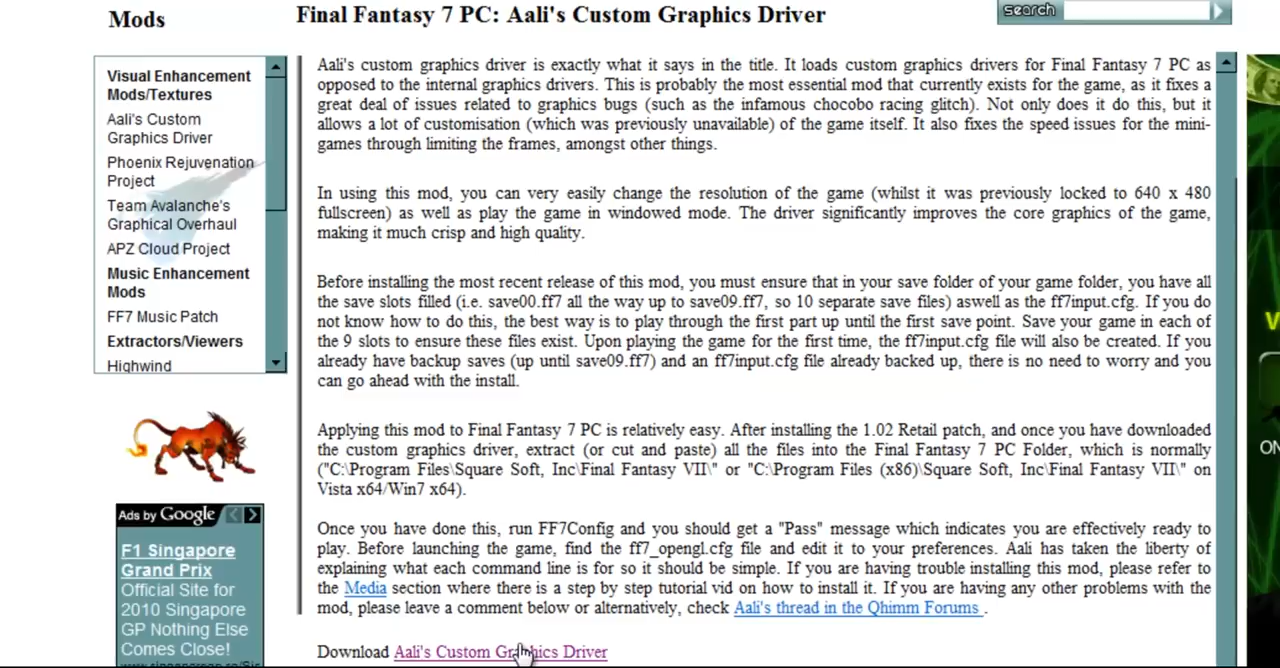 Mods
Final Fantasy 7 PC: Aali's Custom Graphics Driver
search
Visual Enhancement
Mods/Textures
Aali's Custom
Graphics Driver
Phoenix Rejuvenation
Project
Team Avalanche's
Graphical Overhaul
APZ Cloud Project
Music Enhancement
Mods
FF7 Music Patch
Extractors/Viewers
Highwind
Ads by Google
F1 Singapore
Grand Prix
Official Site for
2010 Singapore
GP Nothing Else
Comes Close!
Aali's custom graphics driver is exactly what it says in the title. It loads custom graphics drivers for Final Fantasy 7 PC as
opposed to the internal graphics drivers. This is probably the most essential mod that currently exists for the game, as it fixes a
great deal of issues related to graphics bugs (such as the infamous chocobo racing glitch). Not only does it do this, but it
allows a lot of customisation (which was previously unavailable) of the game itself. It also fixes the speed issues for the mini-
games through limiting the frames, amongst other things.
In using this mod, you can very easily change the resolution of the game (whilst it was previously locked to 640 x 480
fullscreen) as well as play the game in windowed mode. The driver significantly improves the core graphics of the game,
making it much crisp and high quality.
Before installing the most recent release of this mod, you must ensure that in your save folder of your game folder, you have all
the save slots filled (i.e. save00.ff7 all the way up to save09.ff7, so 10 separate save files) aswell as the ff7input.cfg. If you do
not know how to do this, the best way is to play through the first part up until the first save point. Save your game in each of
the 9 slots to ensure these files exist. Upon playing the game for the first time, the ff7input.cfg file will also be created. If you
already have backup saves (up until save09.ff7) and an ff7input.cfg file already backed up, there is no need to worry and you
can go ahead with the install.
Applying this mod to Final Fantasy 7 PC is relatively easy. After installing the 1.02 Retail patch, and once you have downloaded
the custom graphics driver, extract (or cut and paste) all the files into the Final Fantasy 7 PC Folder, which is normally
("C:\Program Files\Square Soft, Inc\Final Fantasy VII\" or "C:\Program Files (x86)\Square Soft, Inc\Final Fantasy VII\" on
Vista x64/Win7 x64).
Once you have done this, run FF7Config and you should get a "Pass" message which indicates you are effectively ready to
play. Before launching the game, find the ff7_opengl.cfg file and edit it to your preferences. Aali has taken the liberty of
explaining what each command line is for so it should be simple. If you are having trouble installing this mod, please refer to
the Media section where there is a step by step tutorial vid on how to install it. If you are having any other problems with the
mod, please leave a comment below or alternatively, check Aali's thread in the Qhimm Forums .
Download Aali's Custom Graphics Driver
ON